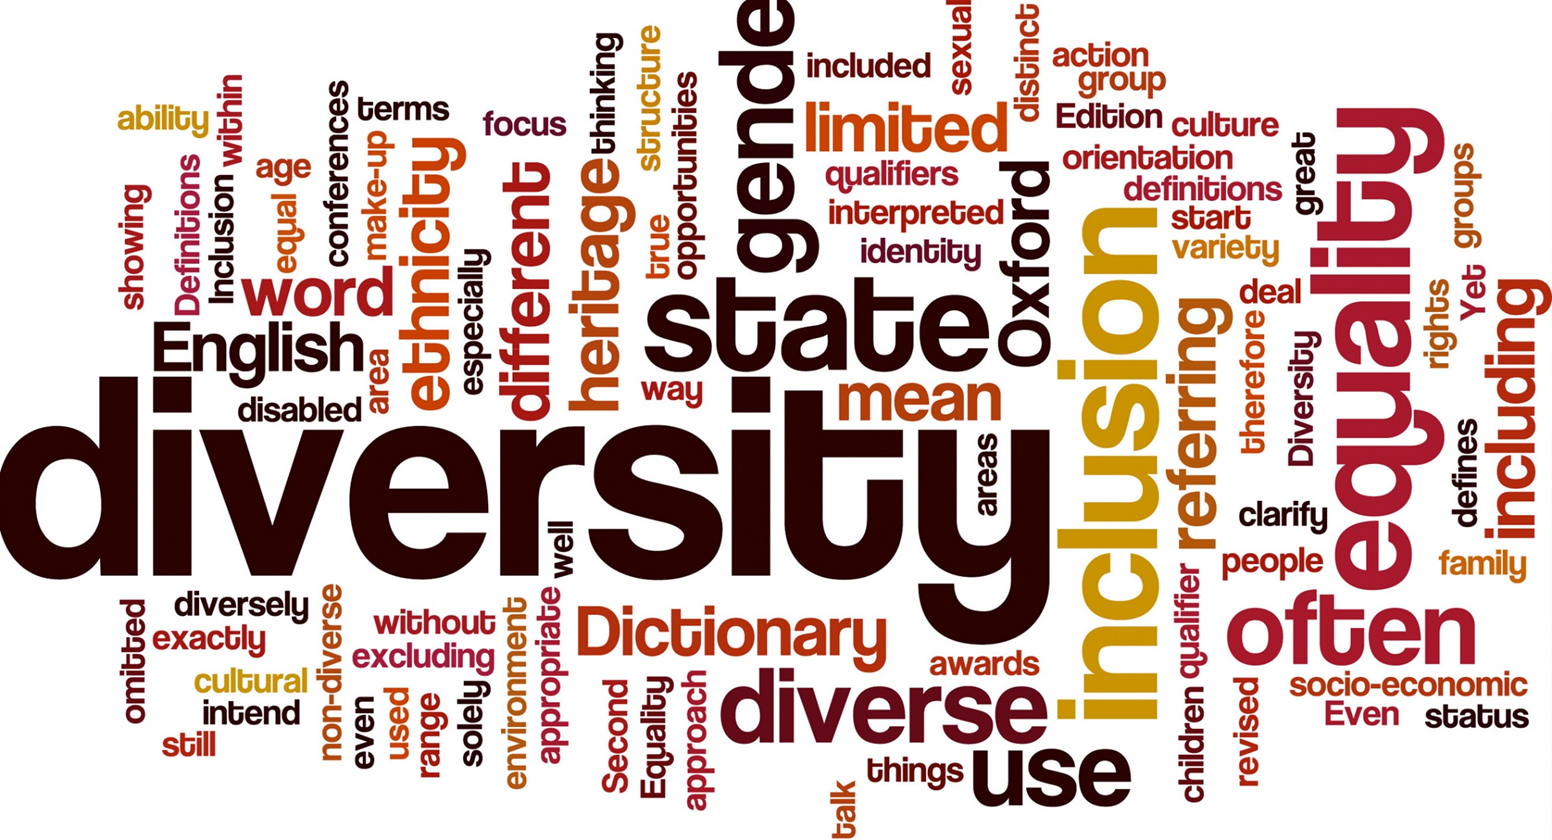 ability
within
showing
Definitions
Inclusion
age
equal
conferences
terms
make-up
ethnicity
focus
especially
different
thinking
structure
heritage
true
opportunities
gende
included
sexual
distinct
action
group
limited
Edition
culture
qualifiers
orientation
definitions
great
interpreted
start
identity
variety
Oxford
equality
groups
word
English
area
disabled
state
way
mean
inclusion
referring
deal
therefore
Diversity
rights
Yet
including
diversity
areas
well
clarify
defines
people
family
omitted
diversely
exactly
non-diverse
without
excluding
environment
appropriate
Dictionary
awards
qualifier
often
cultural
intend
still
even
used
range
solely
Second
Equality
approach
diverse
things
use
talk
children
revised
socio-economic
Even
status